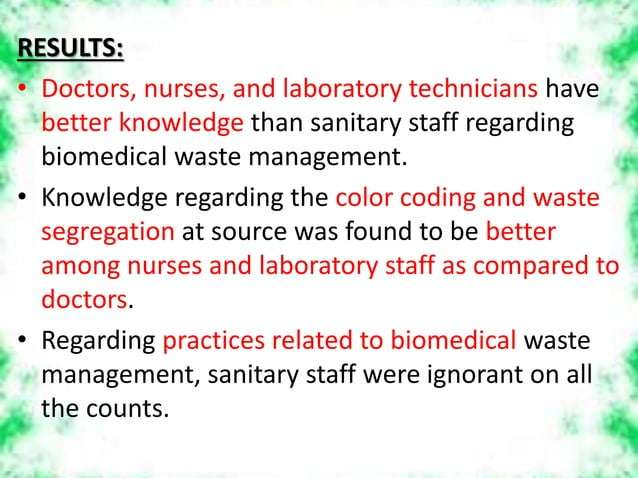 RESULTS:
• Doctors, nurses, and laboratory technicians have
better knowledge than sanitary staff regarding
biomedical waste management.
• Knowledge regarding the color coding and waste
segregation at source was found to be better
among nurses and laboratory staff as compared to
doctors.
• Regarding practices related to biomedical waste
management, sanitary staff were ignorant on all
the counts.